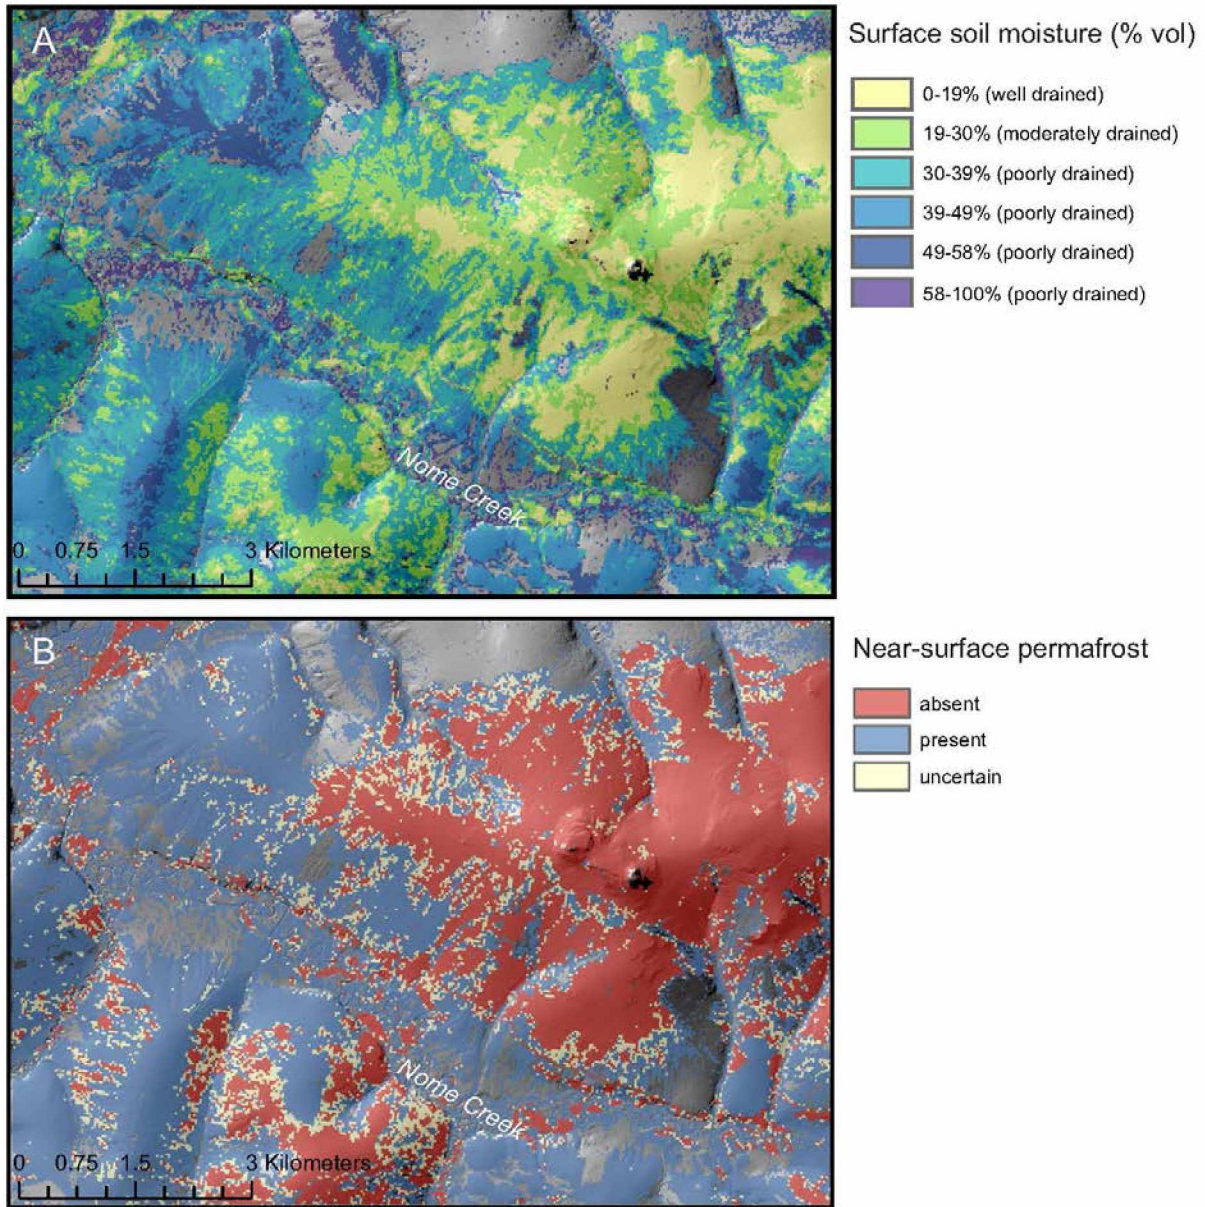 A
Surface soil moisture (% vol)
0-19% (well drained)
19-30% (moderately drained)
30-39% (poorly drained)
39-49% (poorly drained)
49-58% (poorly drained)
58-100% (poorly drained)
Nome Creek
0 0.75 1.5 3 Kilometers
B
Near-surface permafrost
absent
present
uncertain
Nome Creek
0 0.75 1.5 3 Kilometers